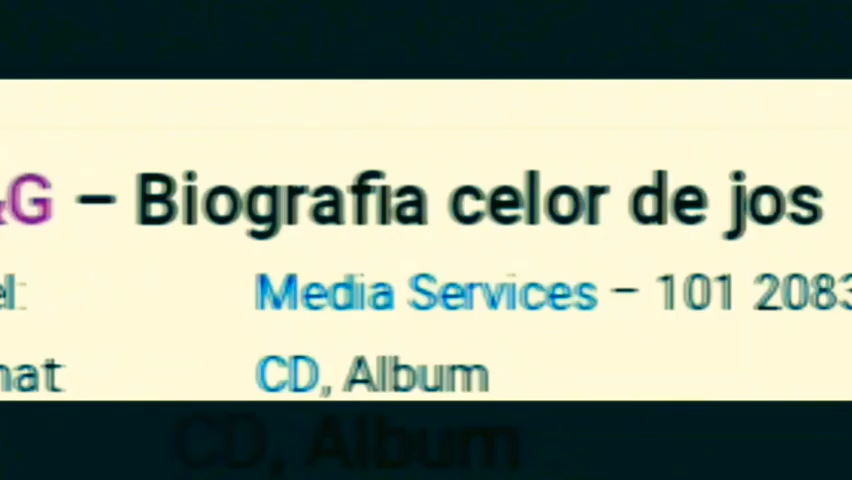 &G – Biografia celor de jos
el: Media Services – 101 2083
nat CD, Album
CD, Album